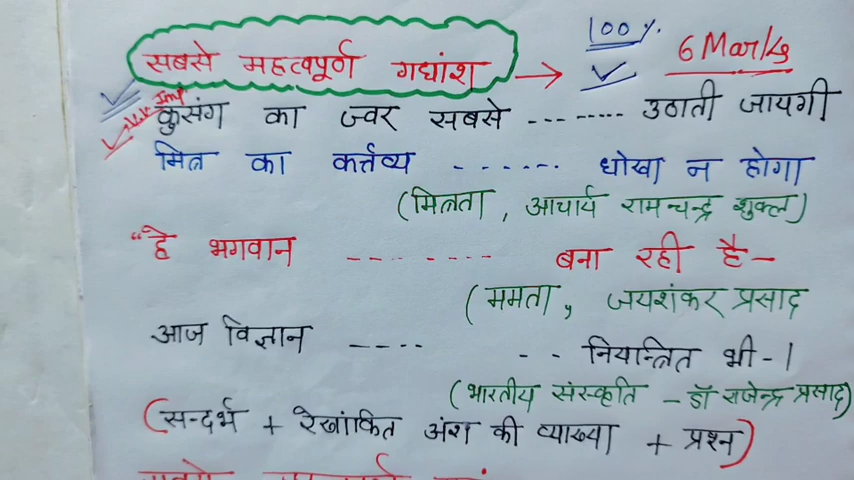 सबसे महत्वपूर्ण गद्यांश → 100% 6 Marks
Imp
कुसंग का ज्वर सबसे -------- उठाती जायगी
मित्र का कर्त्तव्य ------- धोखा न होगा
(मित्रता, आचार्य रामचन्द्र शुक्ल)
"हे भगवान -------- बना रही है-
(ममता, जयशंकर प्रसाद
आज विज्ञान ---- -- नियन्त्रित भी-।
(भारतीय संस्कृति - डॉ राजेन्द्र प्रसाद)
(सन्दर्भ + रेखांकित अंश की व्याख्या + प्रश्न)